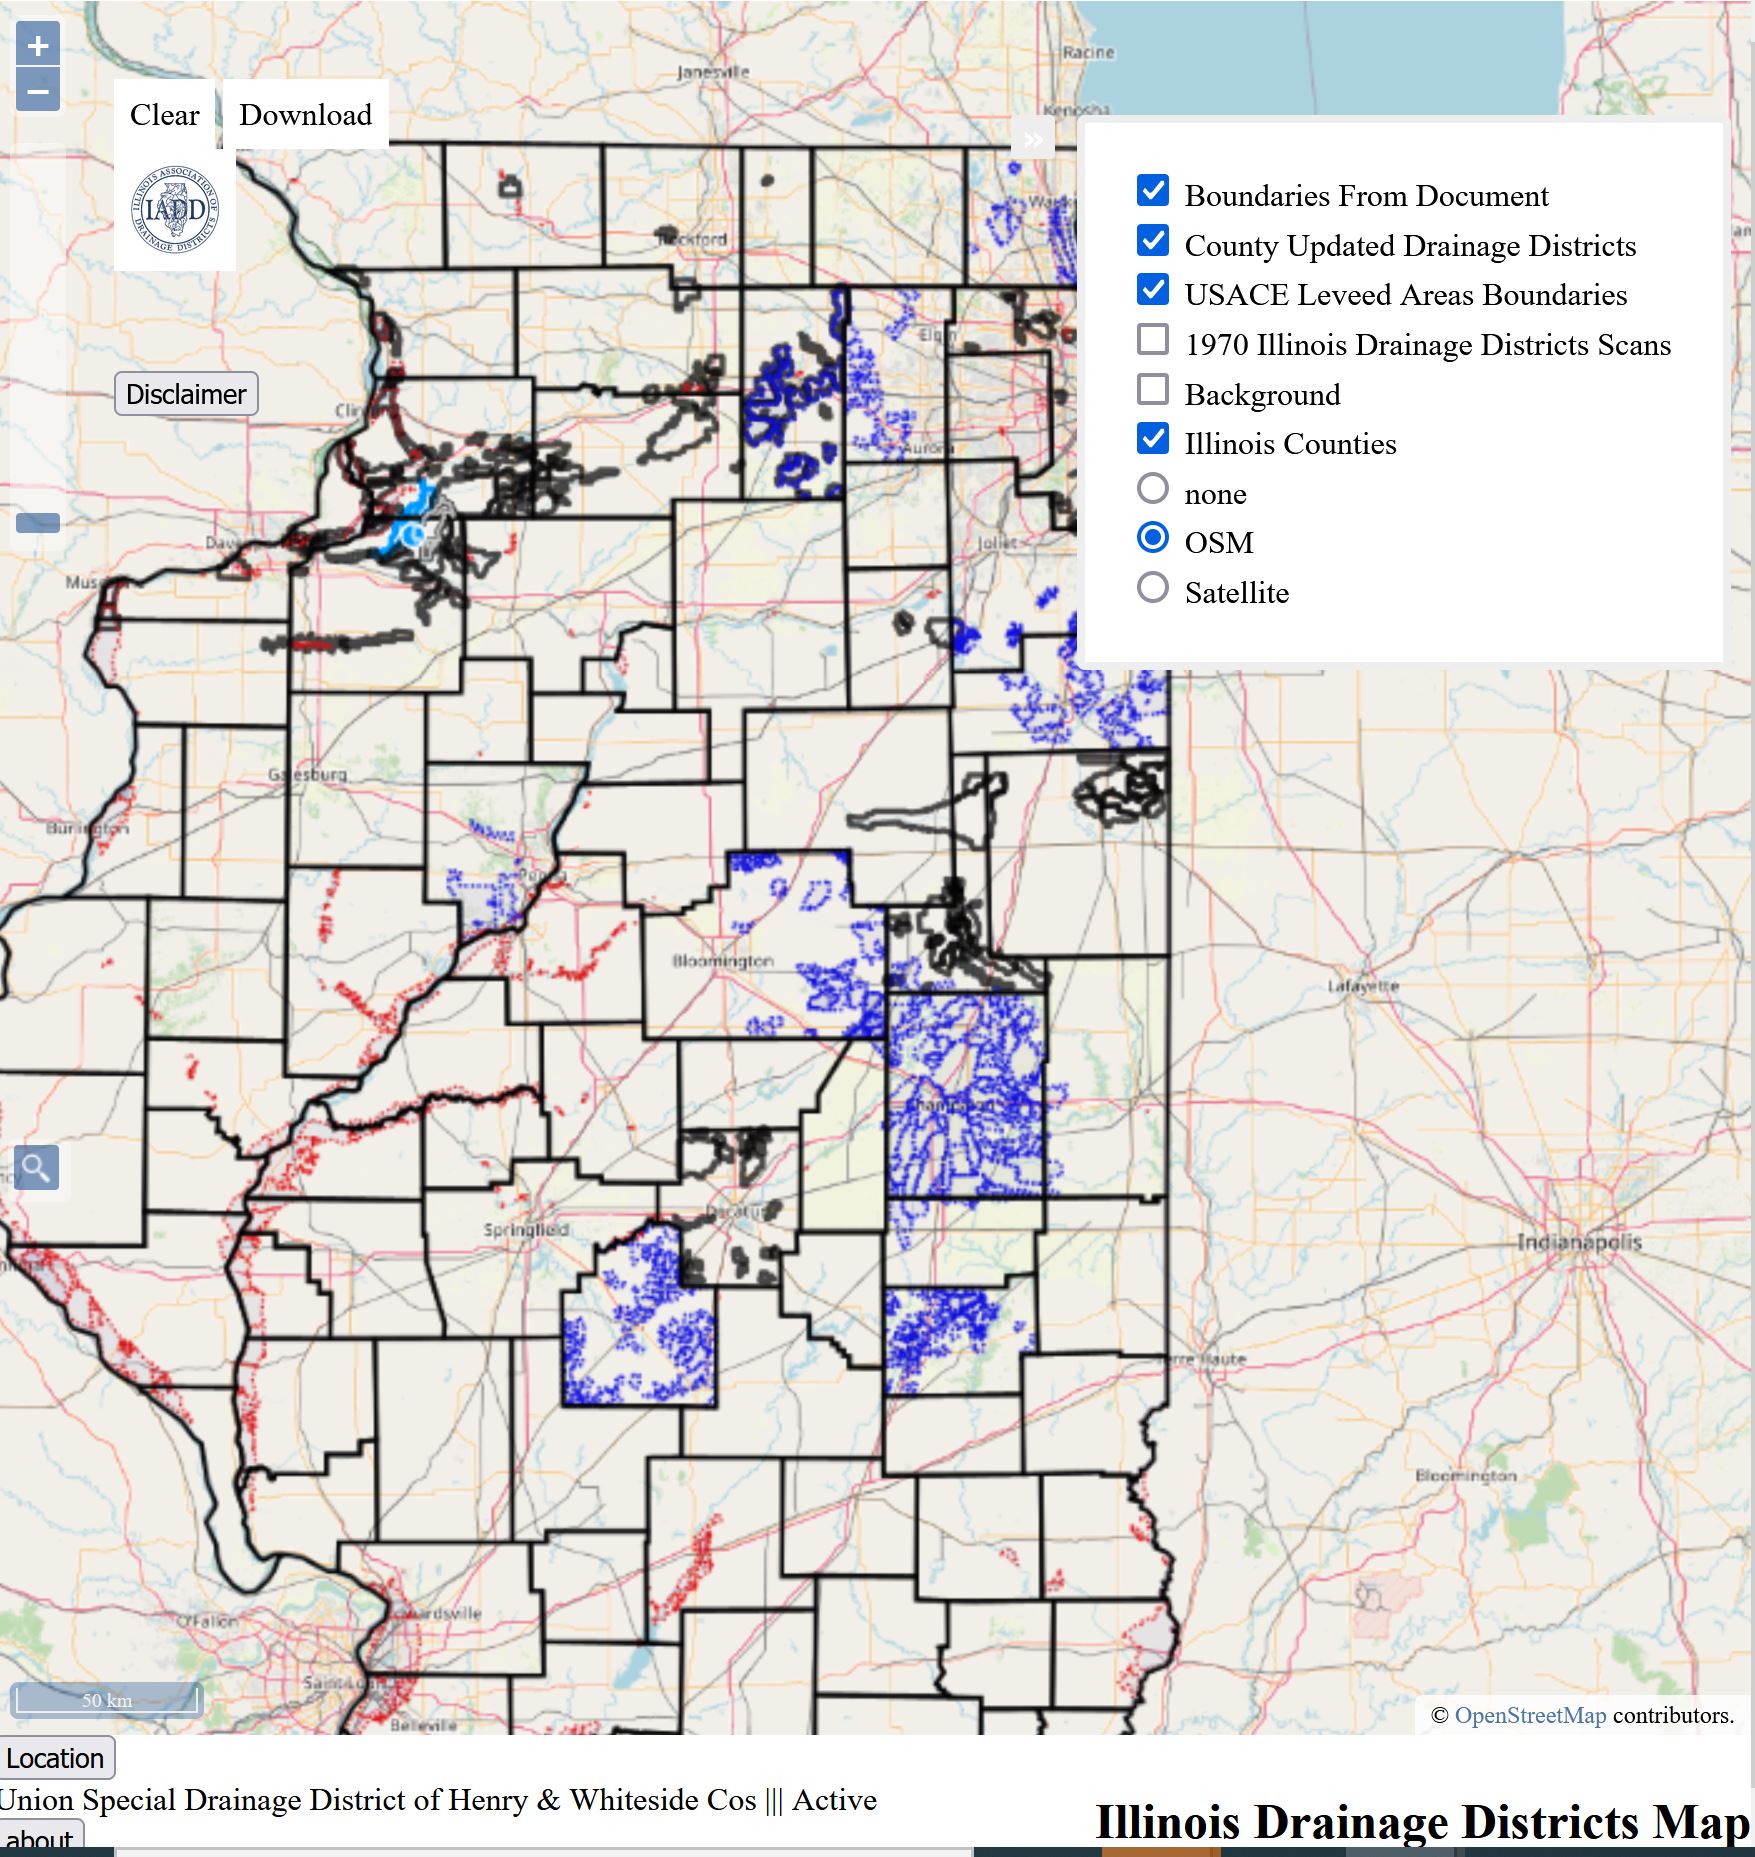 +
−
Clear
Download
ILLINOIS ASSOCIATION OF
IADD
DRAINAGE DISTRICTS
Disclaimer
»
Boundaries From Document
County Updated Drainage Districts
USACE Leveed Areas Boundaries
1970 Illinois Drainage Districts Scans
Background
Illinois Counties
none
OSM
Satellite
Racine
Janesville
Kenosha
Rockford
Elgin
Aurora
Joliet
Galesburg
Burlington
Peoria
Bloomington
Lafayette
Champaign
Decatur
Springfield
Indianapolis
Terre Haute
Bloomington
O'Fallon
Edwardsville
Saint Louis
Belleville
50 km
© OpenStreetMap contributors.
Location
Union Special Drainage District of Henry & Whiteside Cos ||| Active
about
Illinois Drainage Districts Map